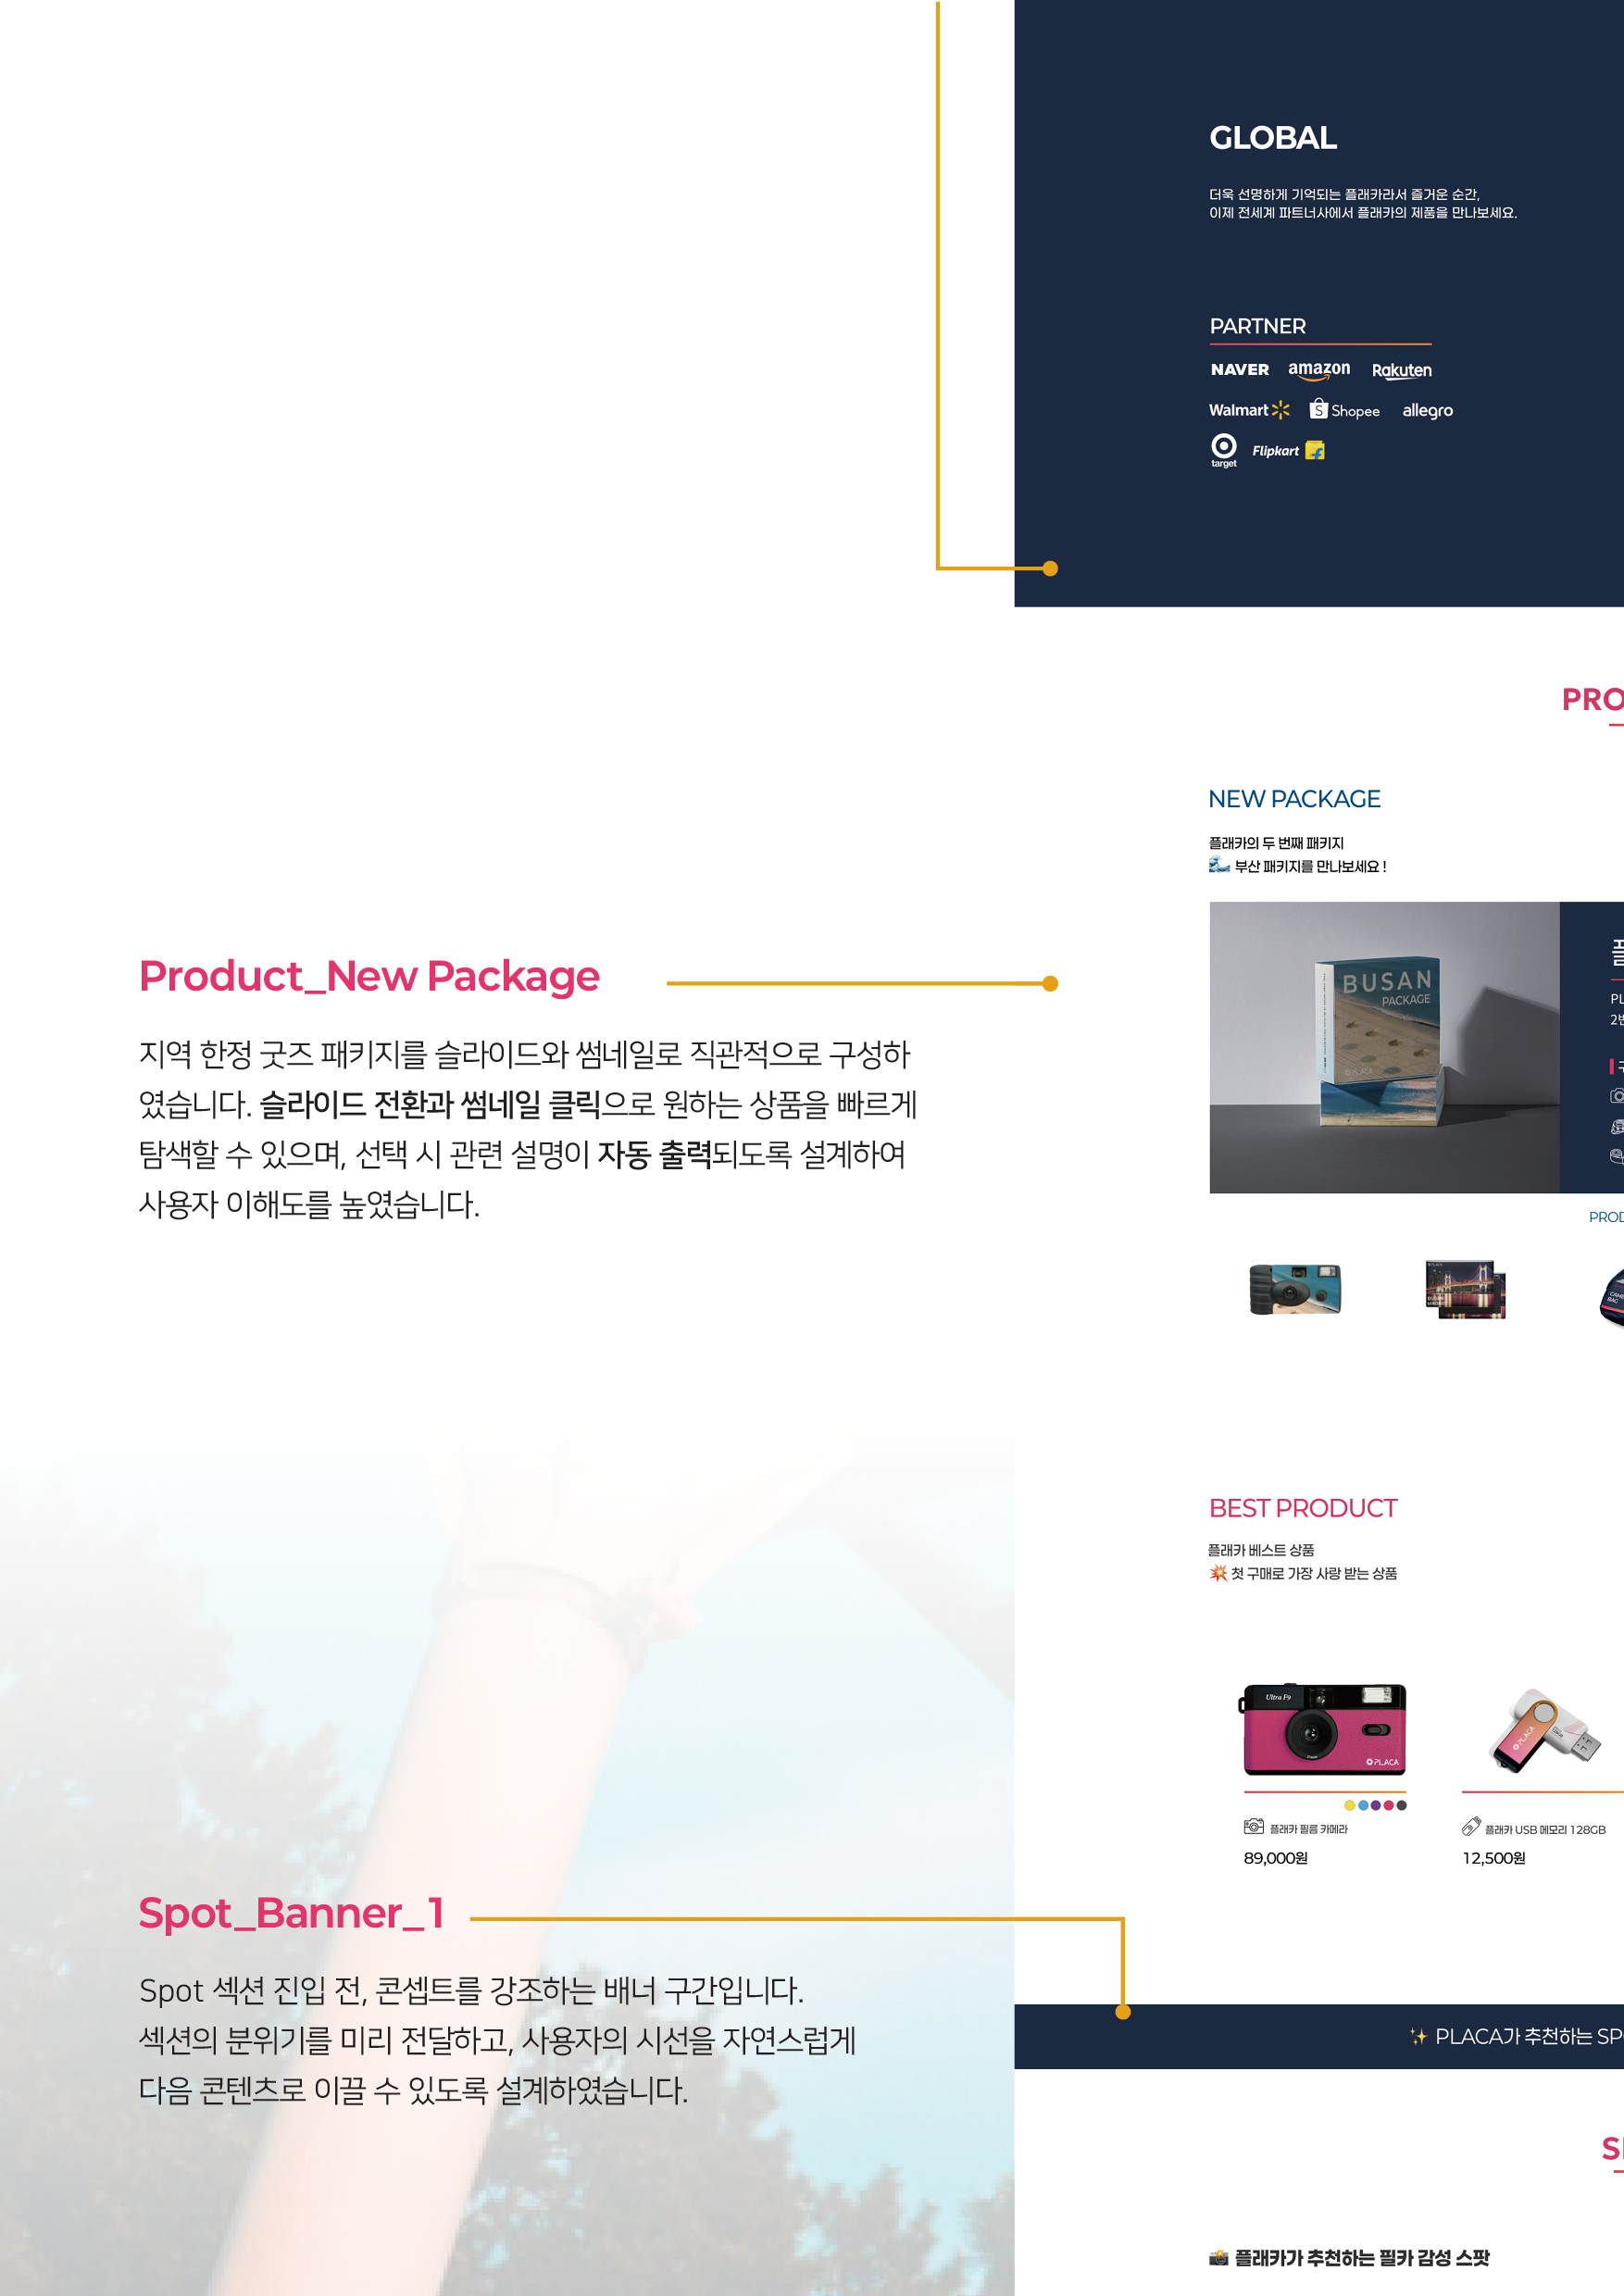 GLOBAL
더욱 선명하게 기억되는 플래카라서 즐거운 순간,
이제 전세계 파트너사에서 플래카의 제품을 만나보세요.
PARTNER
NAVER amazon Rakuten
Walmart Shopee allegro
target Flipkart
PRO
NEW PACKAGE
플래카의 두 번째 패키지
🌊 부산 패키지를 만나보세요 !
BUSAN
PACKAGE
PLACA
플
PL
2번
PROD
Product_New Package
지역 한정 굿즈 패키지를 슬라이드와 썸네일로 직관적으로 구성하
였습니다. 슬라이드 전환과 썸네일 클릭으로 원하는 상품을 빠르게
탐색할 수 있으며, 선택 시 관련 설명이 자동 출력되도록 설계하여
사용자 이해도를 높였습니다.
BEST PRODUCT
플래카 베스트 상품
💥 첫 구매로 가장 사랑 받는 상품
Ultra F9
PLACA
PLACA
플래카 필름 카메라
89,000원
플래카 USB 메모리 128GB
12,500원
Spot_Banner_1
Spot 섹션 진입 전, 콘셉트를 강조하는 배너 구간입니다.
섹션의 분위기를 미리 전달하고, 사용자의 시선을 자연스럽게
다음 콘텐츠로 이끌 수 있도록 설계하였습니다.
✨ PLACA가 추천하는 SP
S
📸 플래카가 추천하는 필카 감성 스팟